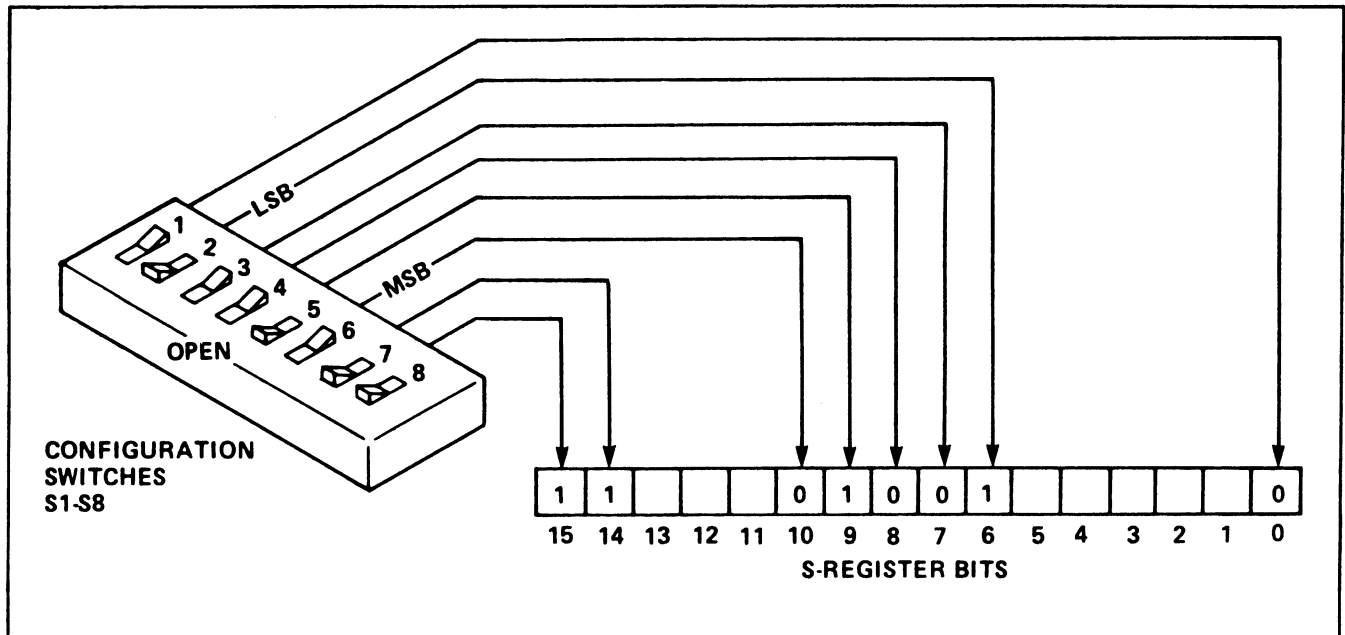 LSB
MSB
1
2
3
4
5
6
7
8
OPEN
CONFIGURATION
SWITCHES
S1-S8
1 1 0 1 0 0 1 0
15 14 13 12 11 10 9 8 7 6 5 4 3 2 1 0
S-REGISTER BITS